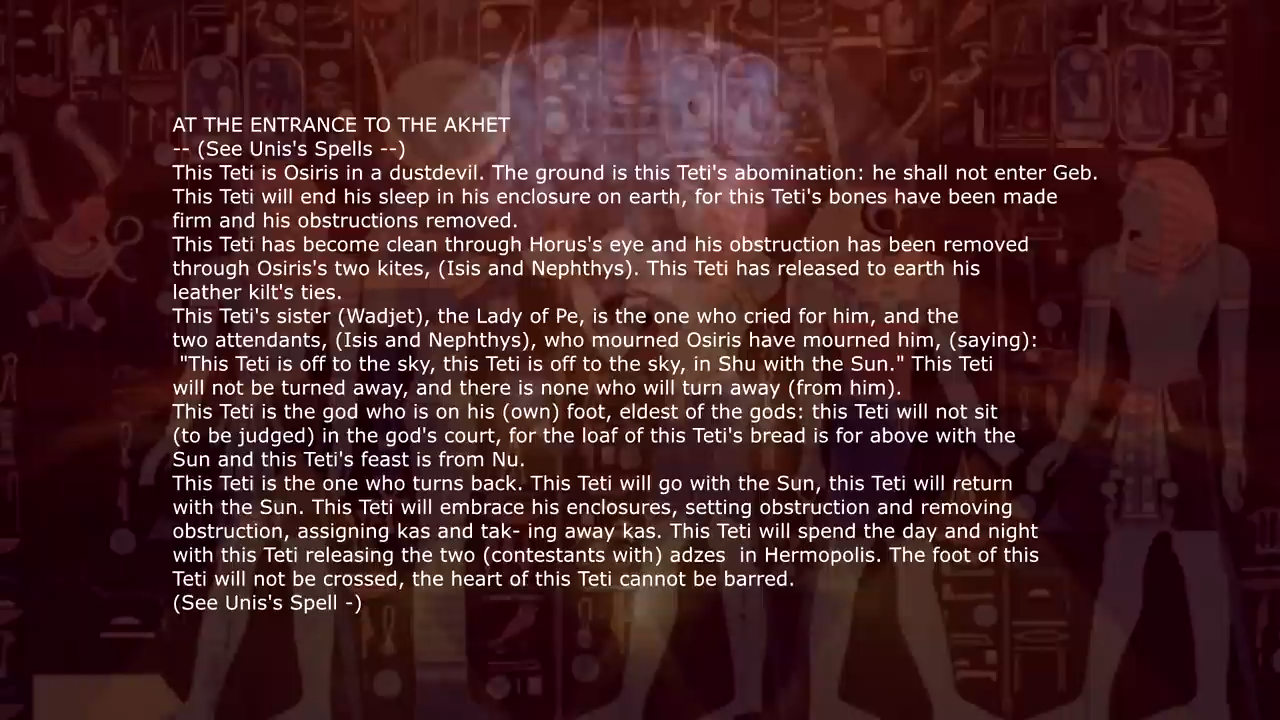 AT THE ENTRANCE TO THE AKHET
-- (See Unis's Spells --)
This Teti is Osiris in a dustdevil. The ground is this Teti's abomination: he shall not enter Geb.
This Teti will end his sleep in his enclosure on earth, for this Teti's bones have been made
firm and his obstructions removed.
This Teti has become clean through Horus's eye and his obstruction has been removed
through Osiris's two kites, (Isis and Nephthys). This Teti has released to earth his
leather kilt's ties.
This Teti's sister (Wadjet), the Lady of Pe, is the one who cried for him, and the
two attendants, (Isis and Nephthys), who mourned Osiris have mourned him, (saying):
"This Teti is off to the sky, this Teti is off to the sky, in Shu with the Sun." This Teti
will not be turned away, and there is none who will turn away (from him).
This Teti is the god who is on his (own) foot, eldest of the gods: this Teti will not sit
(to be judged) in the god's court, for the loaf of this Teti's bread is for above with the
Sun and this Teti's feast is from Nu.
This Teti is the one who turns back. This Teti will go with the Sun, this Teti will return
with the Sun. This Teti will embrace his enclosures, setting obstruction and removing
obstruction, assigning kas and tak- ing away kas. This Teti will spend the day and night
with this Teti releasing the two (contestants with) adzes  in Hermopolis. The foot of this
Teti will not be crossed, the heart of this Teti cannot be barred.
(See Unis's Spell -)